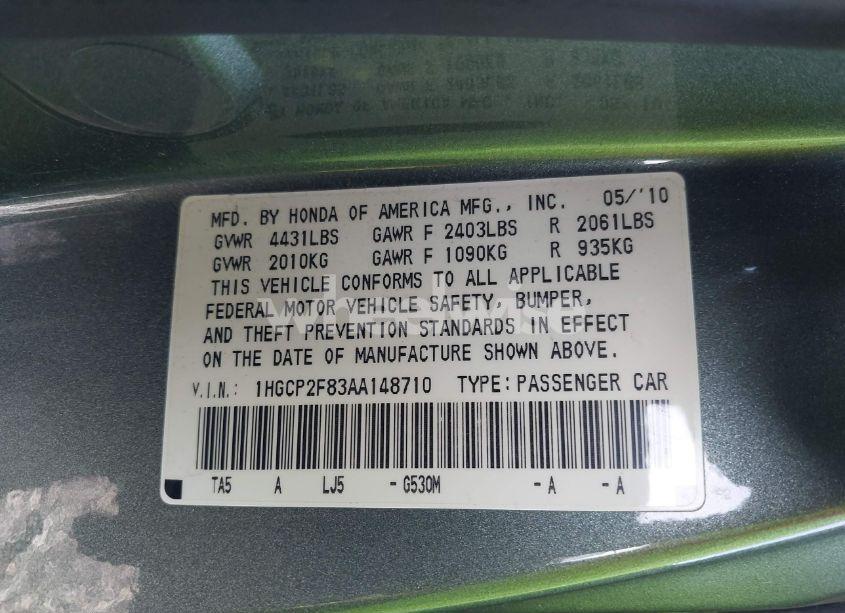 MFD. BY HONDA OF AMERICA MFG., INC. 05/'10
GVWR 4431LBS GAWR F 2403LBS R 2061LBS
GVWR 2010KG GAWR F 1090KG R 935KG
THIS VEHICLE CONFORMS TO ALL APPLICABLE
FEDERAL MOTOR VEHICLE SAFETY, BUMPER,
AND THEFT PREVENTION STANDARDS IN EFFECT
ON THE DATE OF MANUFACTURE SHOWN ABOVE.
V.I.N.: 1HGCP2F83AA148710 TYPE: PASSENGER CAR
TA5 A LJ5 - G530M - A - A